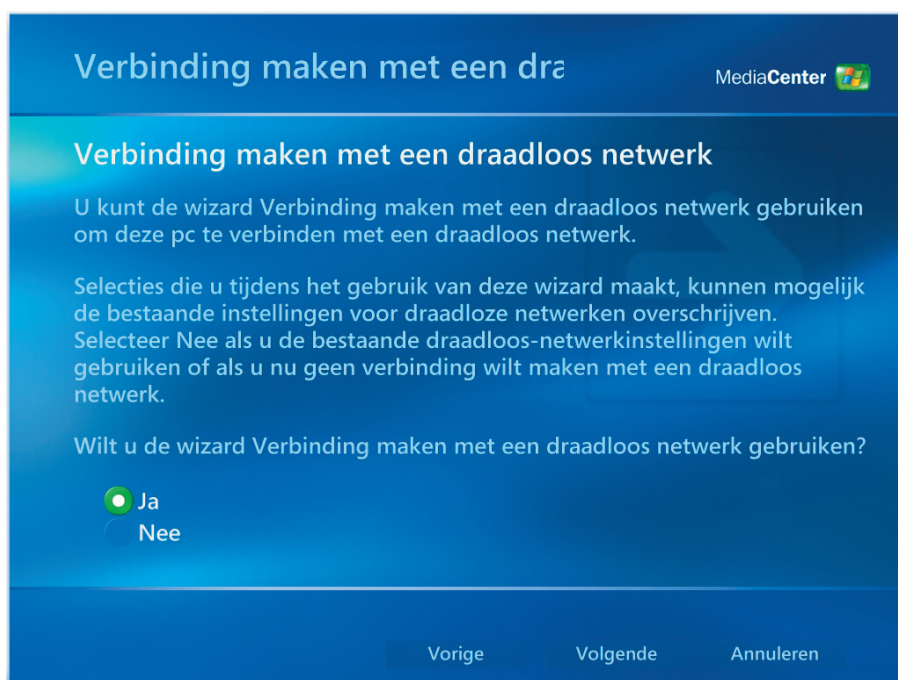 Verbinding maken met een dra
MediaCenter
Verbinding maken met een draadloos netwerk
U kunt de wizard Verbinding maken met een draadloos netwerk gebruiken
om deze pc te verbinden met een draadloos netwerk.
Selecties die u tijdens het gebruik van deze wizard maakt, kunnen mogelijk
de bestaande instellingen voor draadloze netwerken overschrijven.
Selecteer Nee als u de bestaande draadloos-netwerkinstellingen wilt
gebruiken of als u nu geen verbinding wilt maken met een draadloos
netwerk.
Wilt u de wizard Verbinding maken met een draadloos netwerk gebruiken?
Ja
Nee
Vorige Volgende Annuleren